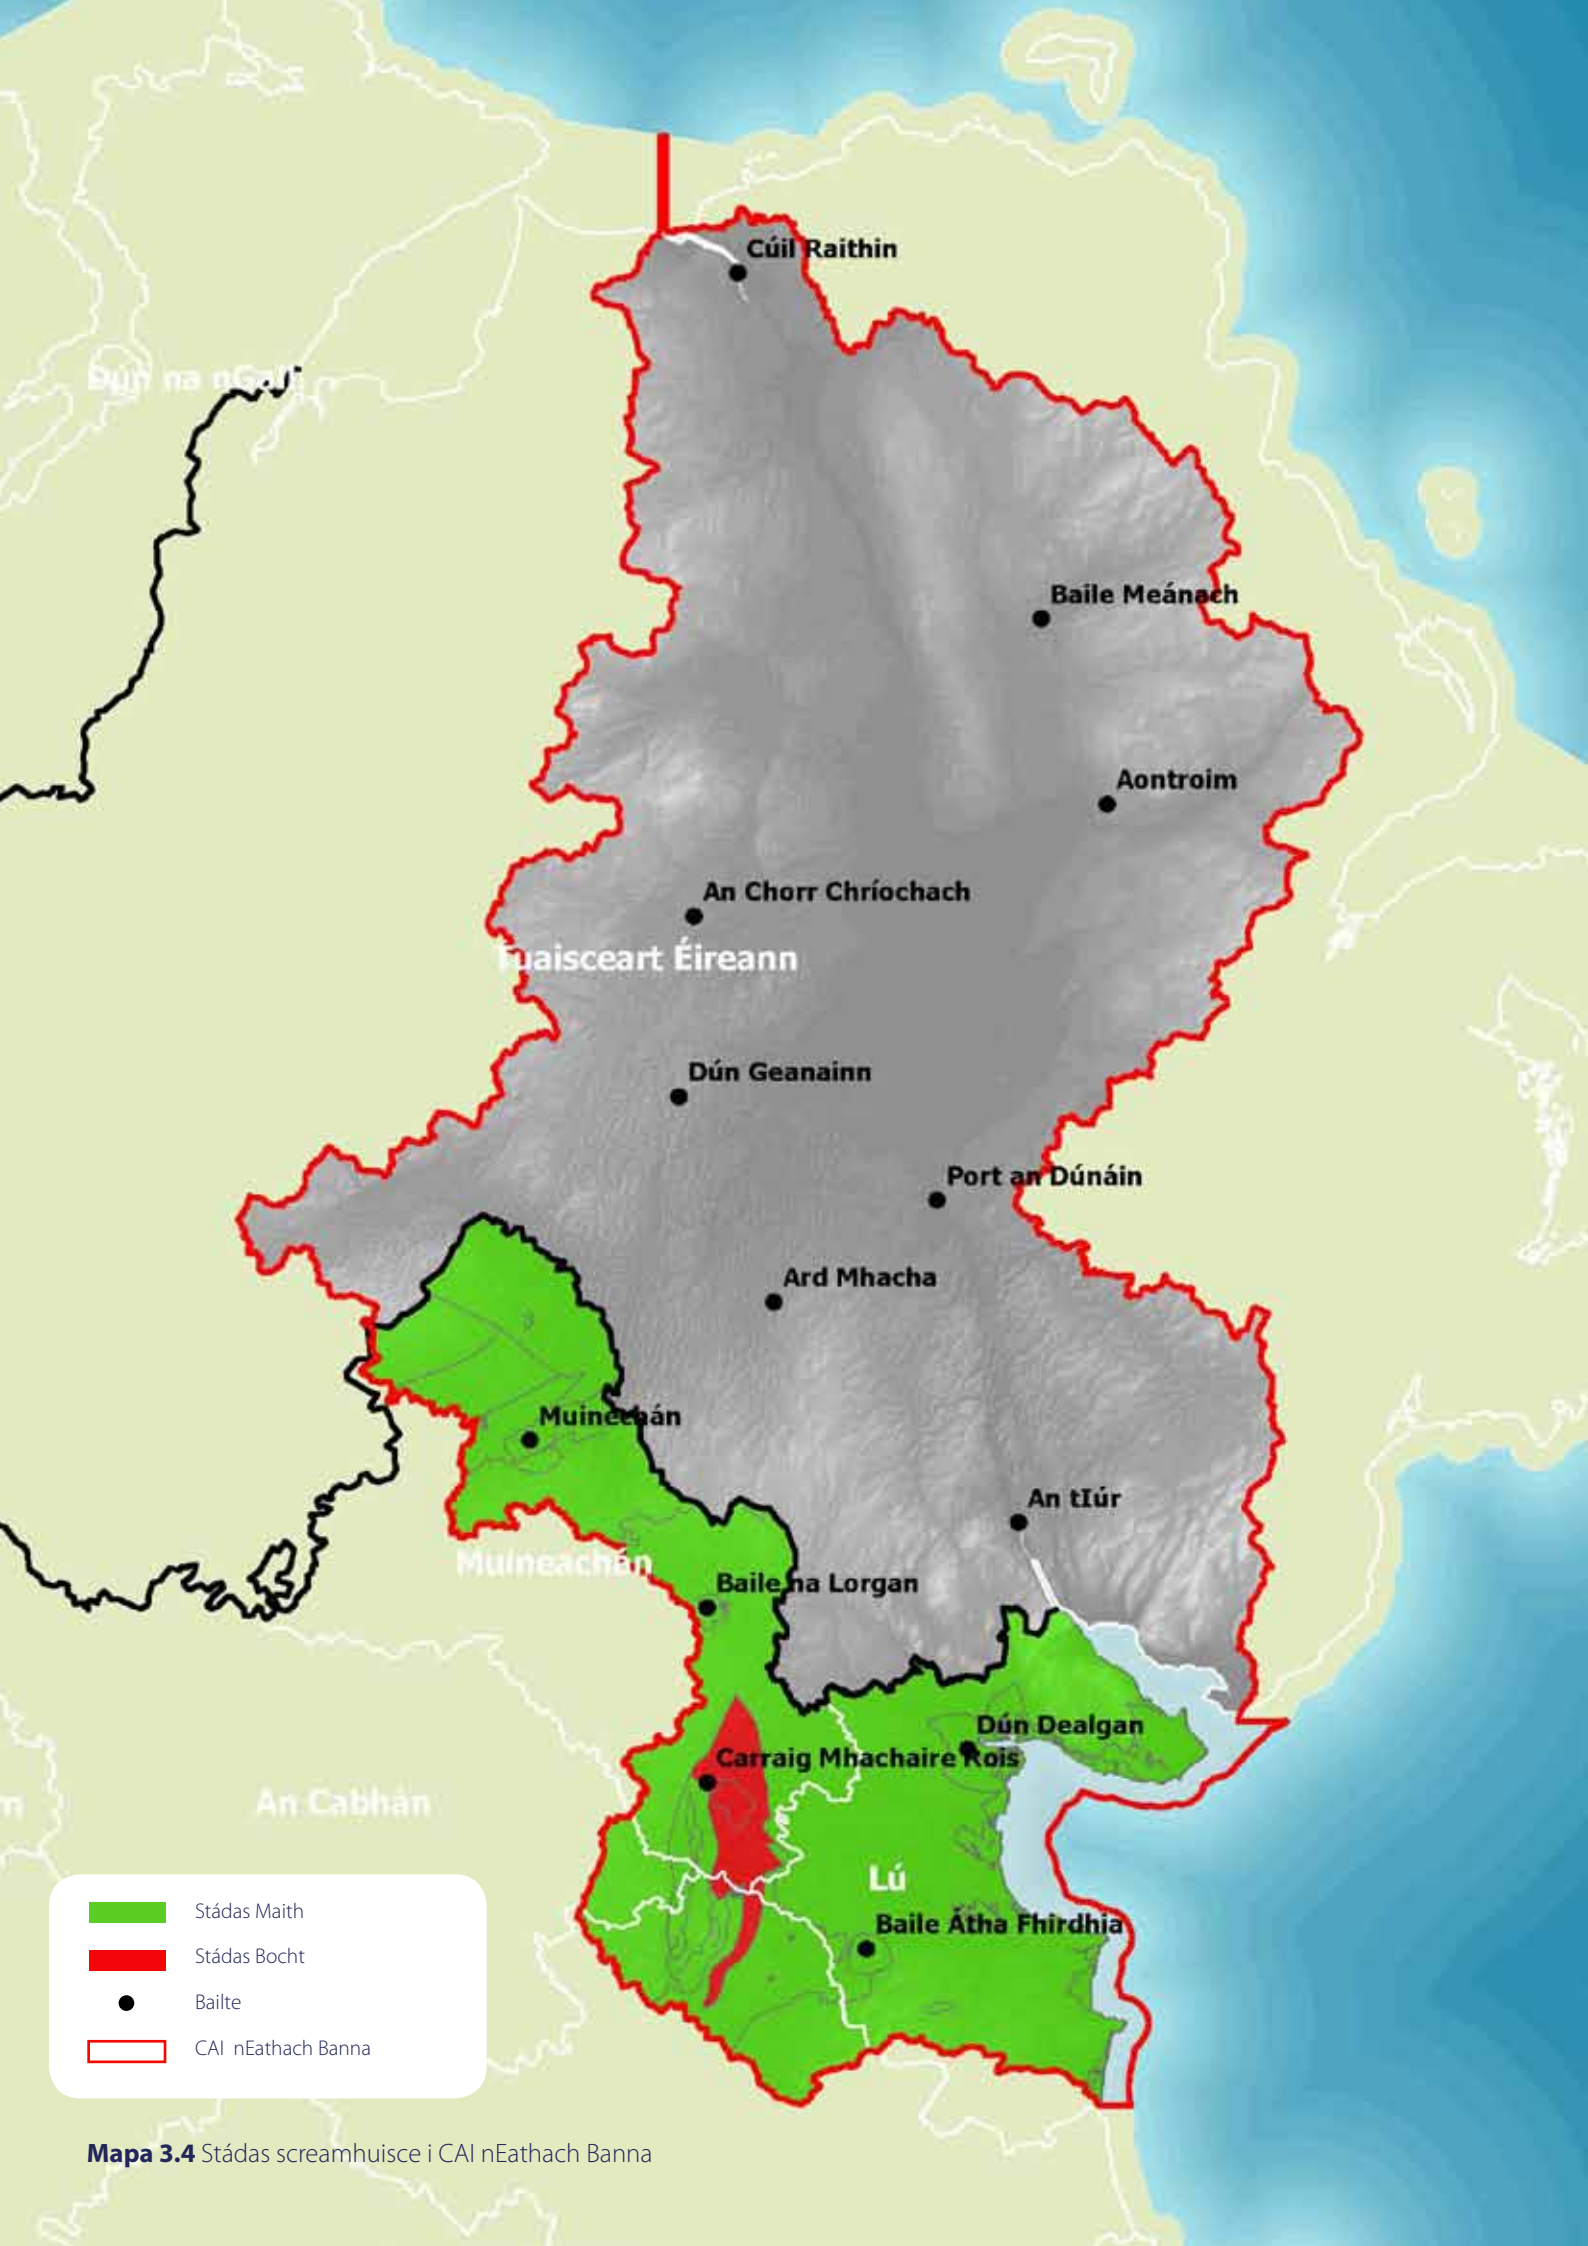 Cúil Raithin
Dún na nGall
Baile Meánach
Aontroim
An Chorr Chríochach
Tuaisceart Éireann
Dún Geanainn
Port an Dúnáin
Ard Mhacha
Muinechán
An tIúr
Muineachán
Baile na Lorgan
Dún Dealgan
Carraig Mhachaire Rois
An Cabhán
Lú
Baile Átha Fhirdhia
Stádas Maith
Stádas Bocht
Bailte
CAI nEathach Banna
Mapa 3.4 Stádas screamhuisce i CAI nEathach Banna